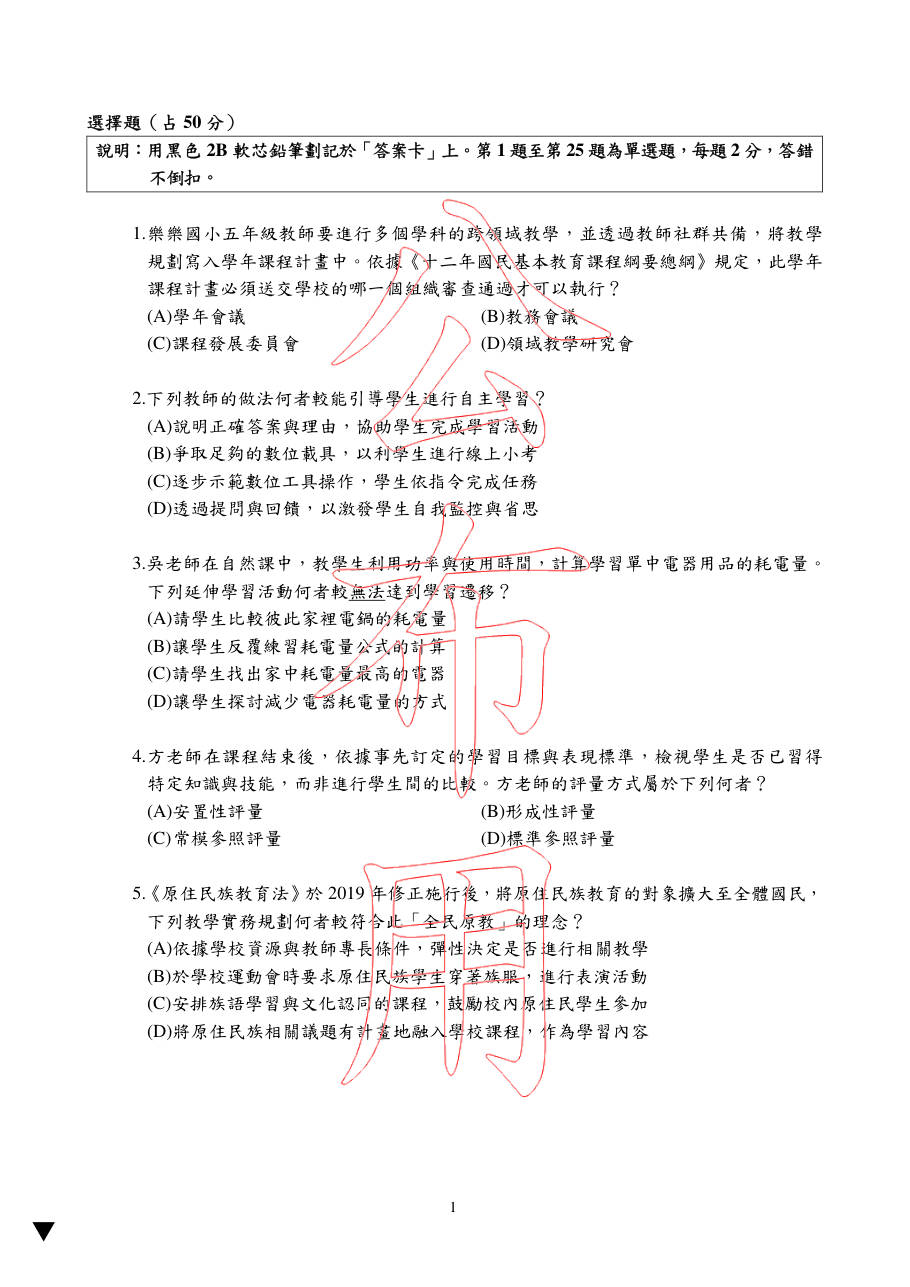 選擇題（占 50 分）
說明：用黑色 2B 軟芯鉛筆劃記於「答案卡」上。第 1 題至第 25 題為單選題，每題 2 分，答錯
不倒扣。
1.樂樂國小五年級教師要進行多個學科的跨領域教學，並透過教師社群共備，將教學
規劃寫入學年課程計畫中。依據《十二年國民基本教育課程綱要總綱》規定，此學年
課程計畫必須送交學校的哪一個組織審查通過才可以執行？
(A)學年會議 (B)教務會議
(C)課程發展委員會 (D)領域教學研究會
2.下列教師的做法何者較能引導學生進行自主學習？
(A)說明正確答案與理由，協助學生完成學習活動
(B)爭取足夠的數位載具，以利學生進行線上小考
(C)逐步示範數位工具操作，學生依指令完成任務
(D)透過提問與回饋，以激發學生自我監控與省思
3.吳老師在自然課中，教學生利用功率與使用時間，計算學習單中電器用品的耗電量。
下列延伸學習活動何者較無法達到學習遷移？
(A)請學生比較彼此家裡電鍋的耗電量
(B)讓學生反覆練習耗電量公式的計算
(C)請學生找出家中耗電量最高的電器
(D)讓學生探討減少電器耗電量的方式
4.方老師在課程結束後，依據事先訂定的學習目標與表現標準，檢視學生是否已習得
特定知識與技能，而非進行學生間的比較。方老師的評量方式屬於下列何者？
(A)安置性評量 (B)形成性評量
(C)常模參照評量 (D)標準參照評量
5.《原住民族教育法》於 2019 年修正施行後，將原住民族教育的對象擴大至全體國民，
下列教學實務規劃何者較符合此「全民原教」的理念？
(A)依據學校資源與教師專長條件，彈性決定是否進行相關教學
(B)於學校運動會時要求原住民族學生穿著族服，進行表演活動
(C)安排族語學習與文化認同的課程，鼓勵校內原住民學生參加
(D)將原住民族相關議題有計畫地融入學校課程，作為學習內容
公布用
1